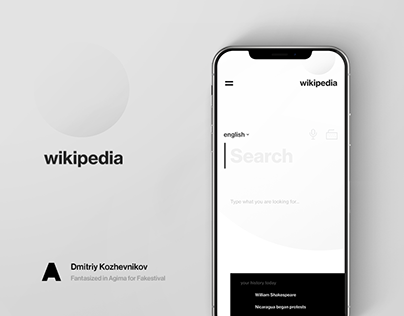 wikipedia
A
Dmitriy Kozhevnikov
Fantasized in Agima for Fakestival
wikipedia
english
Search
Type what you are looking for...
your history today
William Shakespeare
Nicaragua began protests